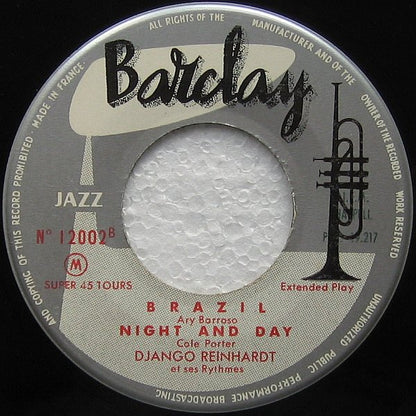 ALL RIGHTS OF THE MANUFACTURER AND OF THE OWNER OF THE RECORDED WORK RESERVED
UNAUTHORIZED PUBLIC PERFORMANCE BROADCASTING AND COPYING OF THIS RECORD PROHIBITED • MADE IN FRANCE •
Barclay
JAZZ
Nº 12002 B
217
M
SUPER 45 TOURS
Extended Play
BRAZIL
Ary Barroso
NIGHT AND DAY
Cole Porter
DJANGO REINHARDT
et ses Rythmes